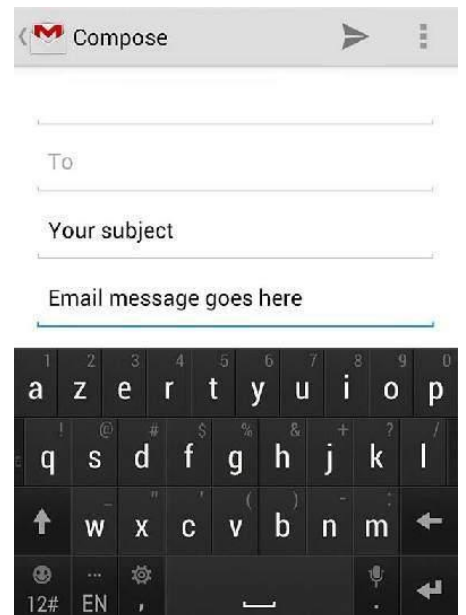 Compose
To
Your subject
Email message goes here
1 2 3 4 5 6 7 8 9 0
a z e r t y u i o p
! @ # $ % & + ? /
q s d f g h j k l
_ " ' ( ) - :
w x c v b n m
12# EN ,